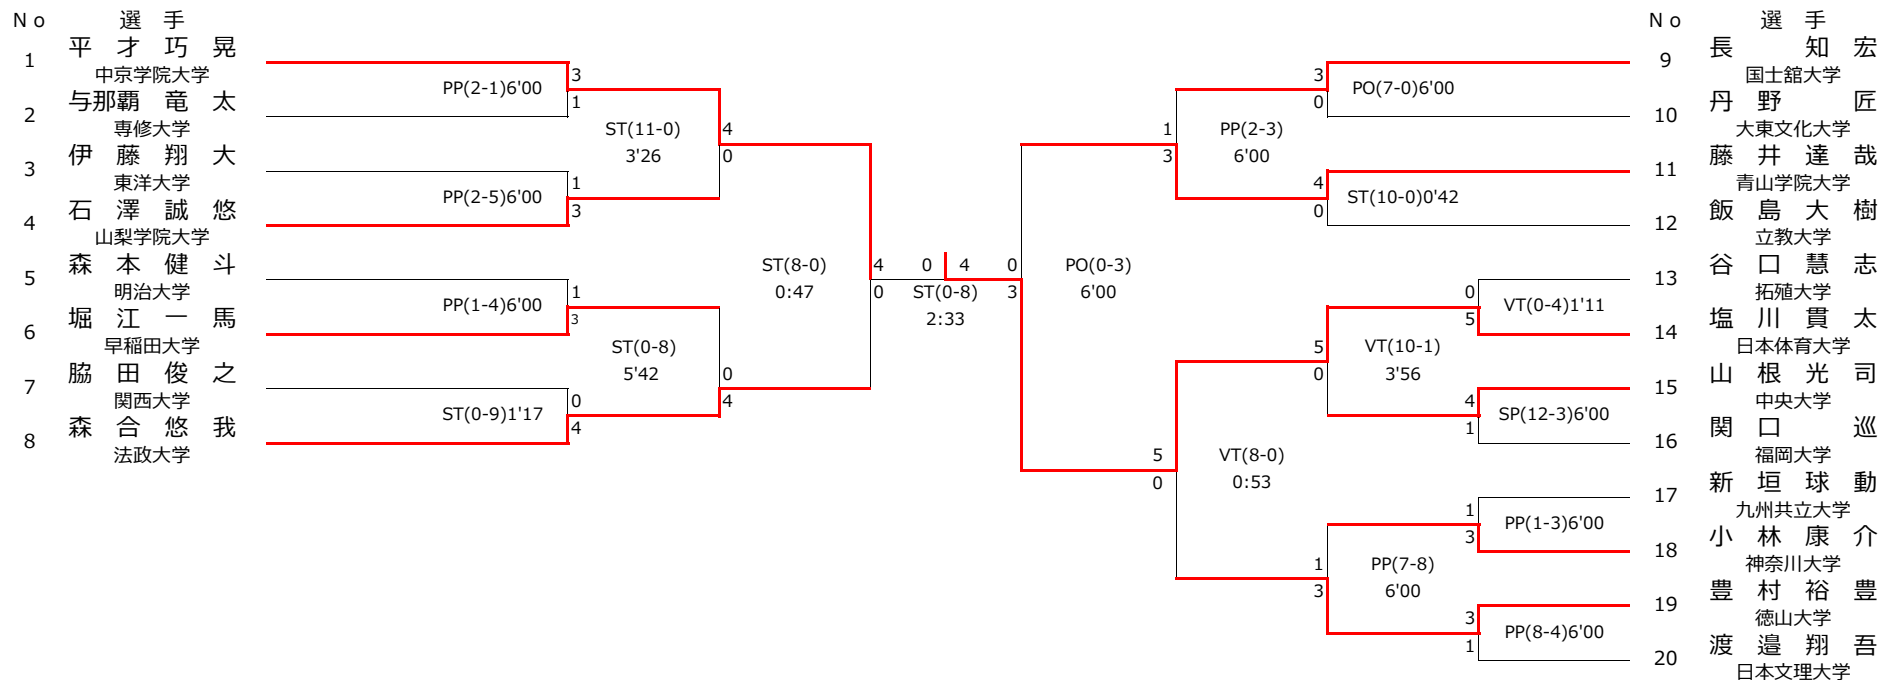 No 選手
1 平才巧晃
中京学院大学
2 与那覇竜太
専修大学
3 伊藤翔大
東洋大学
4 石澤誠悠
山梨学院大学
5 森本健斗
明治大学
6 堀江一馬
早稲田大学
7 脇田俊之
関西大学
8 森合悠我
法政大学
PP(2-1)6'00
3
1
PP(2-5)6'00
1
3
PP(1-4)6'00
1
3
ST(0-9)1'17
0
4
ST(11-0)
3'26
4
0
ST(0-8)
5'42
0
4
ST(8-0)
0:47
4
0
0 4
ST(0-8)
2:33
0
3
PO(0-3)
6'00
1
3
PP(2-3)
6'00
5
0
VT(8-0)
0:53
3
0
PO(7-0)6'00
4
0
ST(10-0)0'42
5
0
VT(10-1)
3'56
1
3
PP(7-8)
6'00
0
5
VT(0-4)1'11
4
1
SP(12-3)6'00
1
3
PP(1-3)6'00
3
1
PP(8-4)6'00
No 選手
9 長知宏
国士舘大学
10 丹野匠
大東文化大学
11 藤井達哉
青山学院大学
12 飯島大樹
立教大学
13 谷口慧志
拓殖大学
14 塩川貫太
日本体育大学
15 山根光司
中央大学
16 関口巡
福岡大学
17 新垣球動
九州共立大学
18 小林康介
神奈川大学
19 豊村裕豊
徳山大学
20 渡邉翔吾
日本文理大学